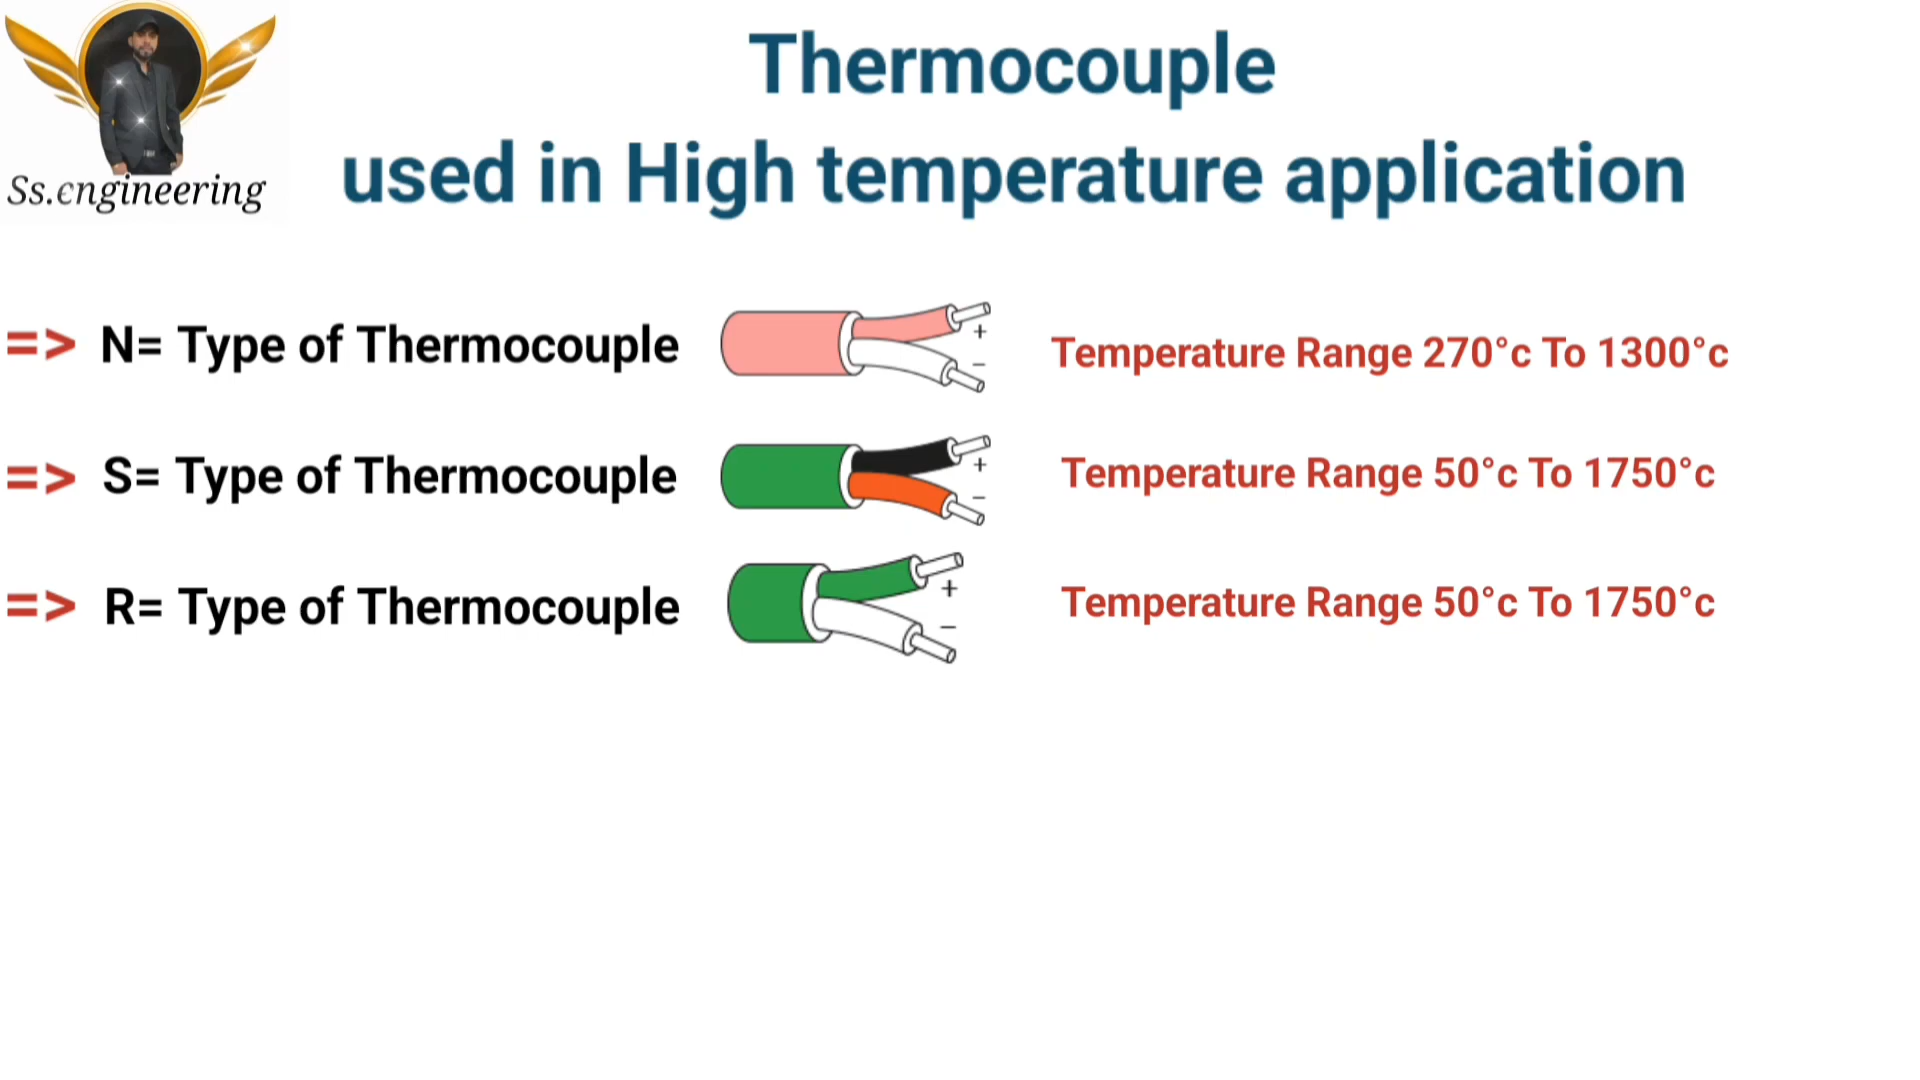 Ss.engineering
Thermocouple
used in High temperature application
=> N= Type of Thermocouple + − Temperature Range 270°c To 1300°c
=> S= Type of Thermocouple + − Temperature Range 50°c To 1750°c
=> R= Type of Thermocouple + − Temperature Range 50°c To 1750°c